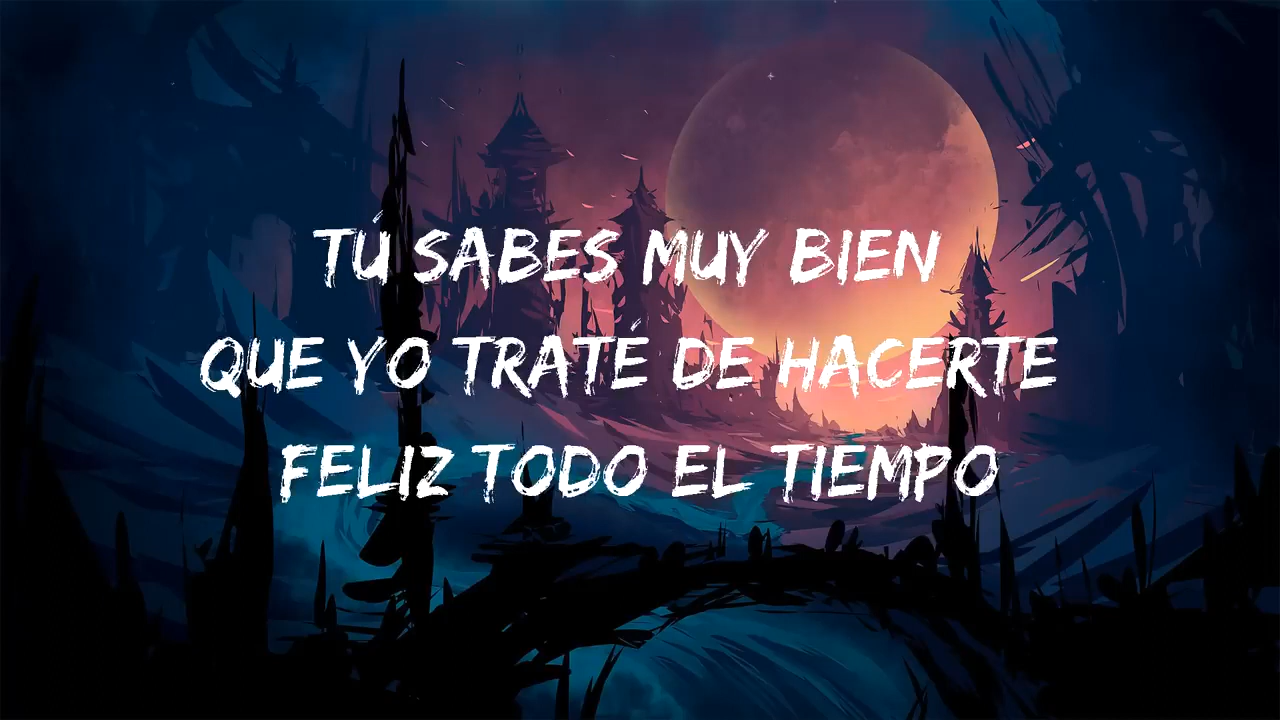 TÚ SABES MUY BIEN
QUE YO TRATÉ DE HACERTE
FELIZ TODO EL TIEMPO